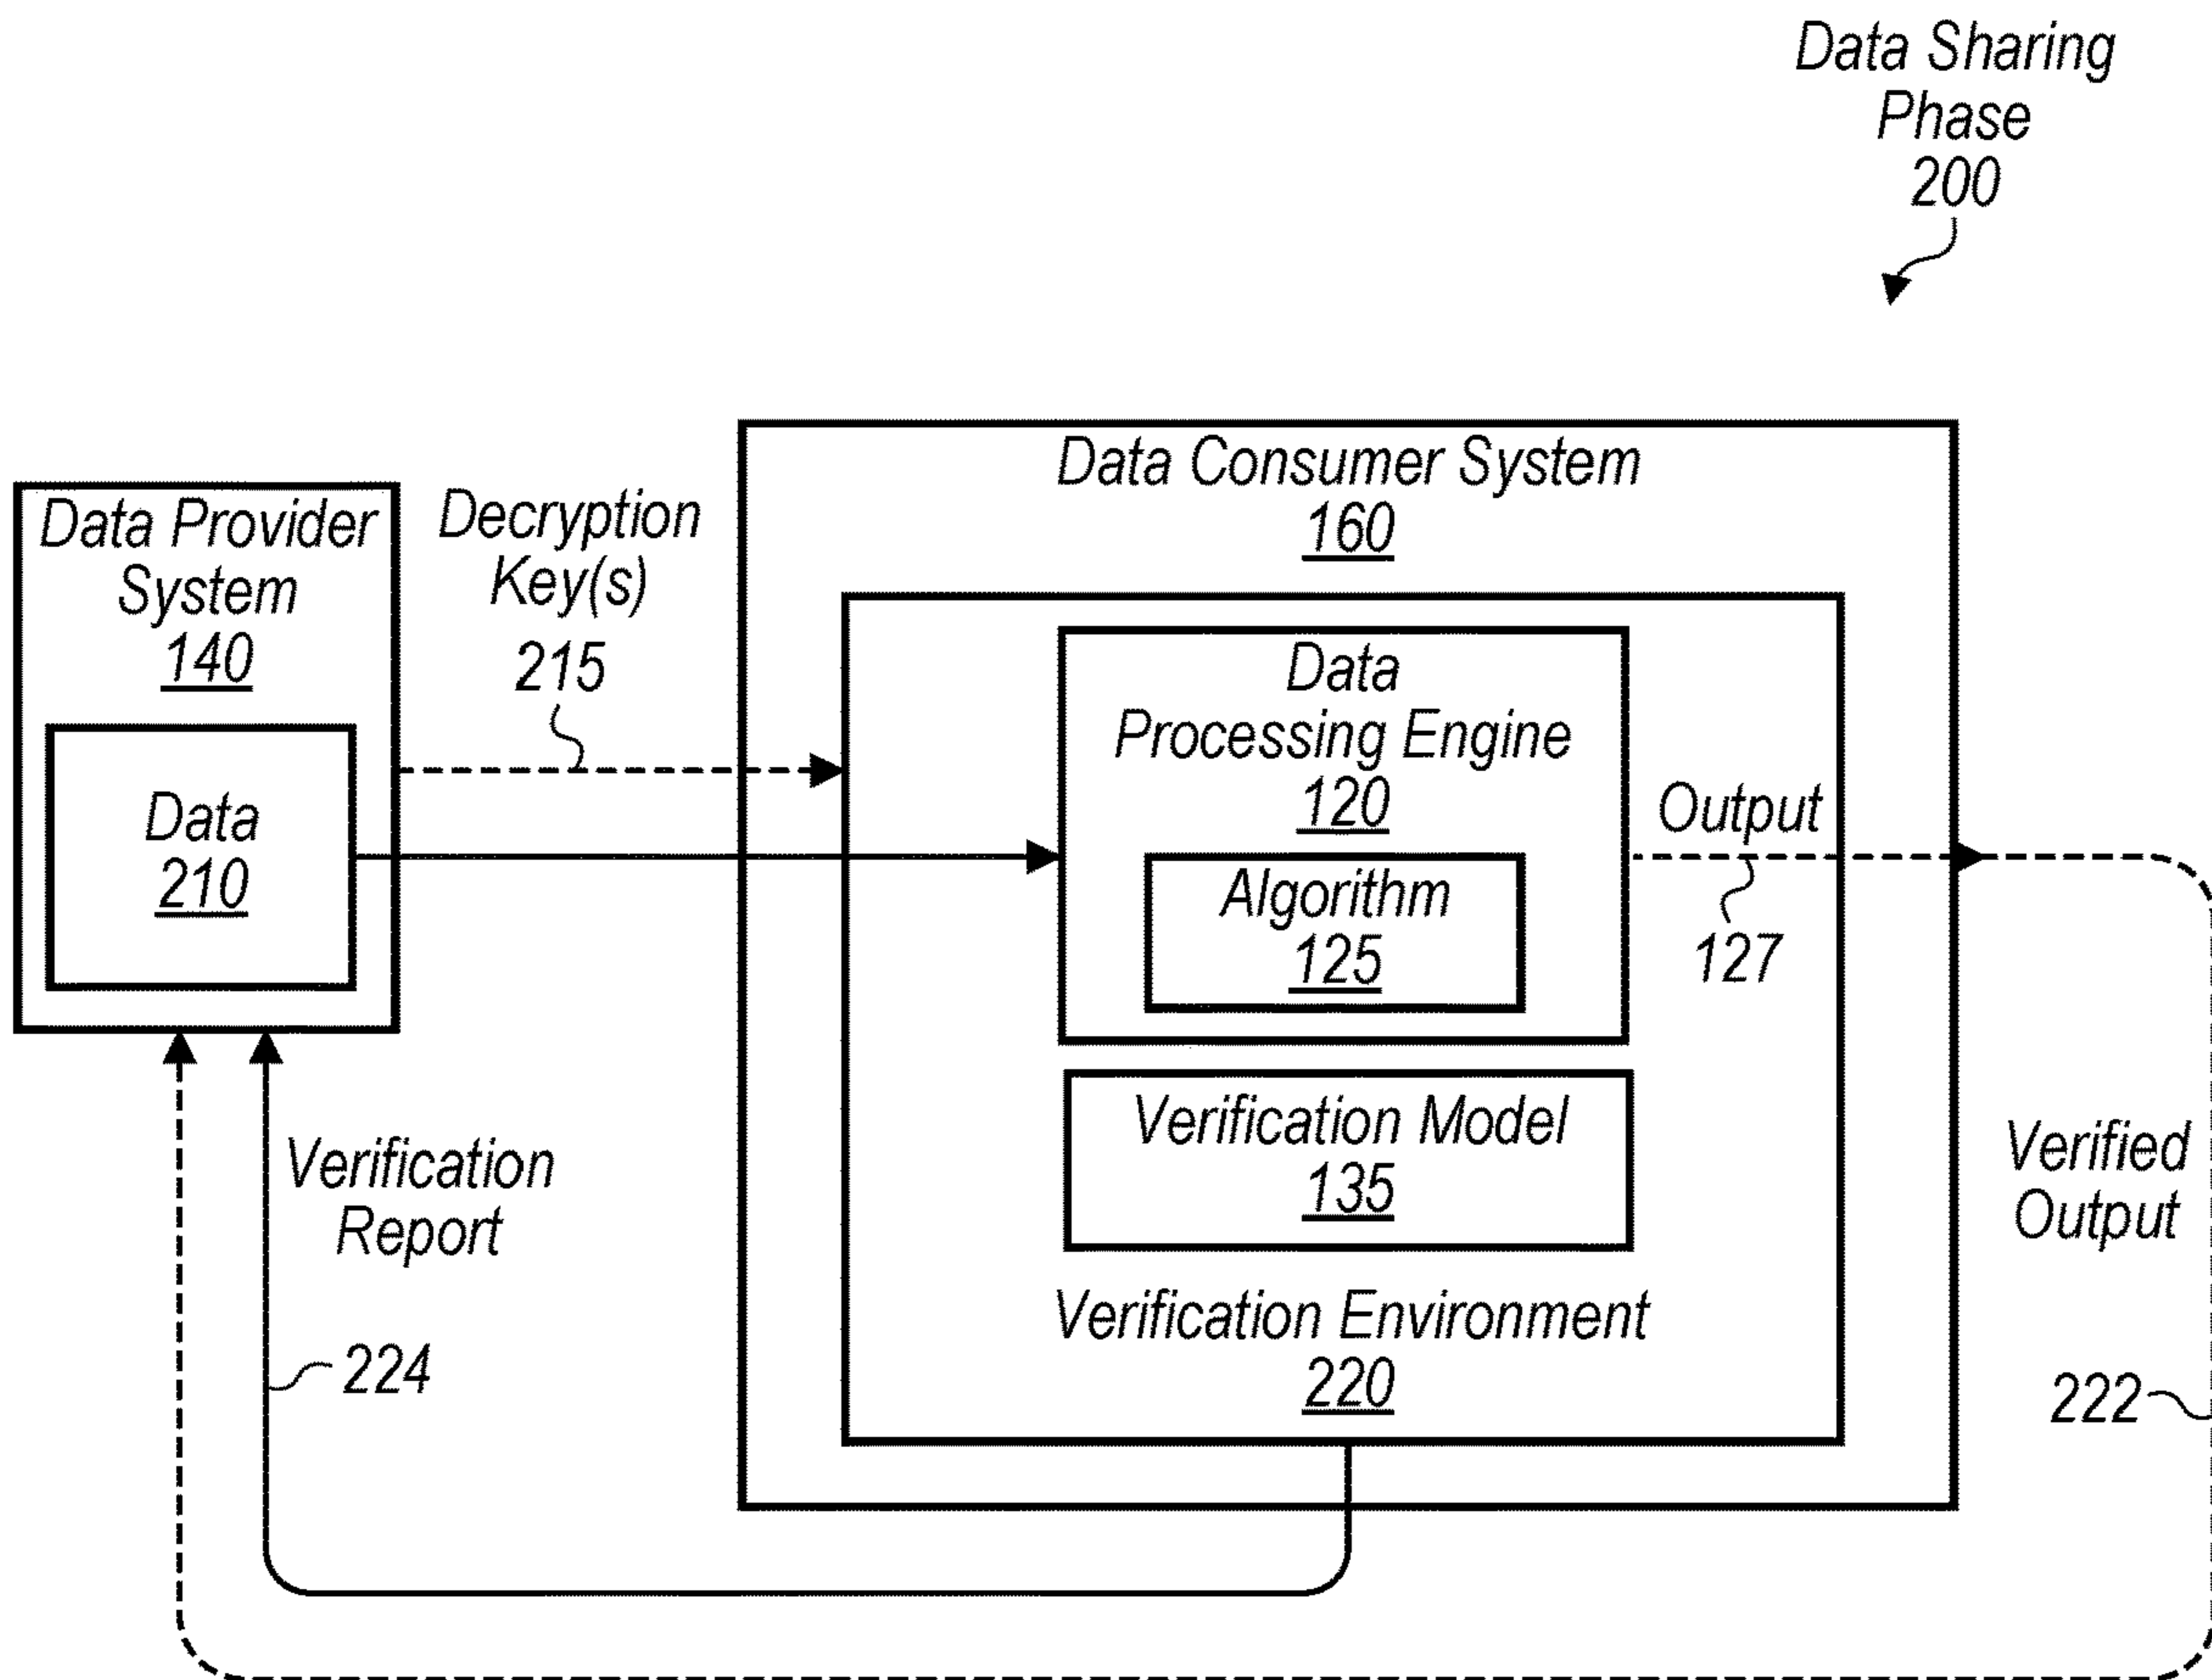 Data Sharing
Phase
200
Data Consumer System
160
Data Provider
System
140
Decryption
Key(s)
215
Data
210
Data
Processing Engine
120
Algorithm
125
Output
127
Verification Model
135
Verification Environment
220
Verification
Report
224
Verified
Output
222